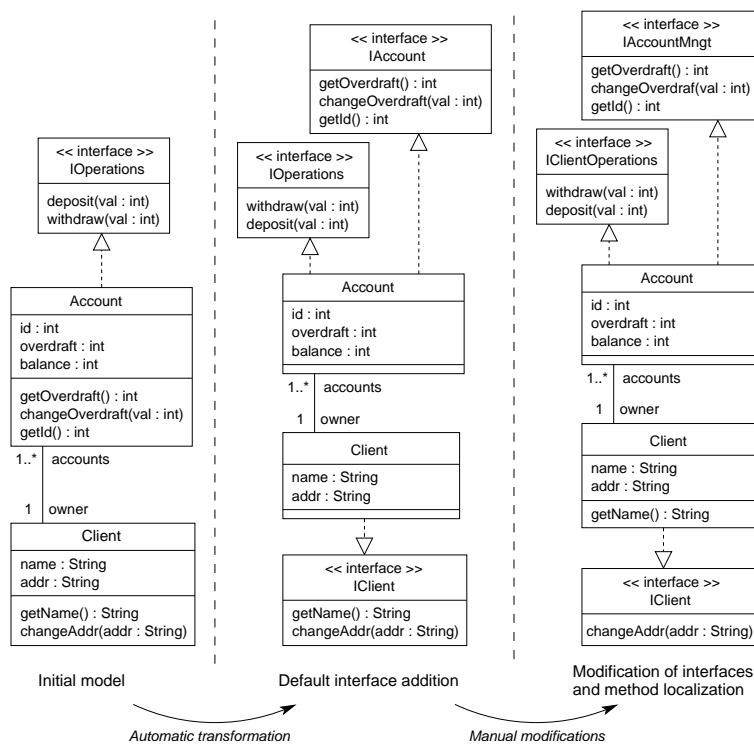 << interface >>
IOperations
deposit(val : int)
withdraw(val : int)
Account
id : int
overdraft : int
balance : int
getOverdraft() : int
changeOverdraft(val : int)
getId() : int
1..* accounts
1 owner
Client
name : String
addr : String
getName() : String
changeAddr(addr : String)
Initial model
<< interface >>
IAccount
getOverdraft() : int
changeOverdraft(val : int)
getId() : int
<< interface >>
IOperations
withdraw(val : int)
deposit(val : int)
Account
id : int
overdraft : int
balance : int
1..* accounts
1 owner
Client
name : String
addr : String
<< interface >>
IClient
getName() : String
changeAddr(addr : String)
Default interface addition
<< interface >>
IAccountMngt
getOverdraft() : int
changeOverdraf(val : int)
getId() : int
<< interface >>
IClientOperations
withdraw(val : int)
deposit(val : int)
Account
id : int
overdraft : int
balance : int
1..* accounts
1 owner
Client
name : String
addr : String
getName() : String
<< interface >>
IClient
changeAddr(addr : String)
Modification of interfaces
and method localization
Automatic transformation
Manual modifications